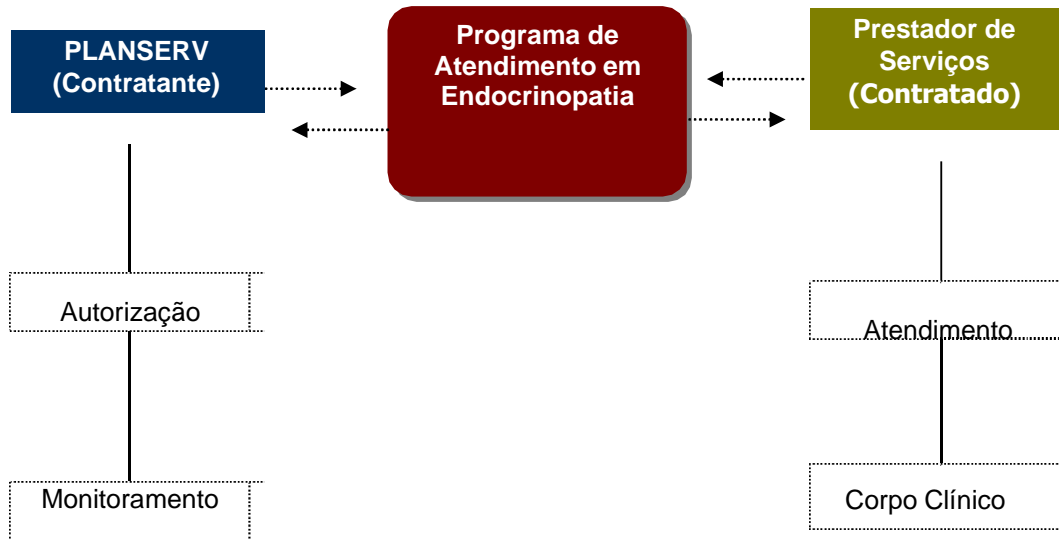 PLANSERV
(Contratante)
Programa de
Atendimento em
Endocrinopatia
Prestador de
Serviços
(Contratado)
Autorização
Atendimento
Monitoramento
Corpo Clínico